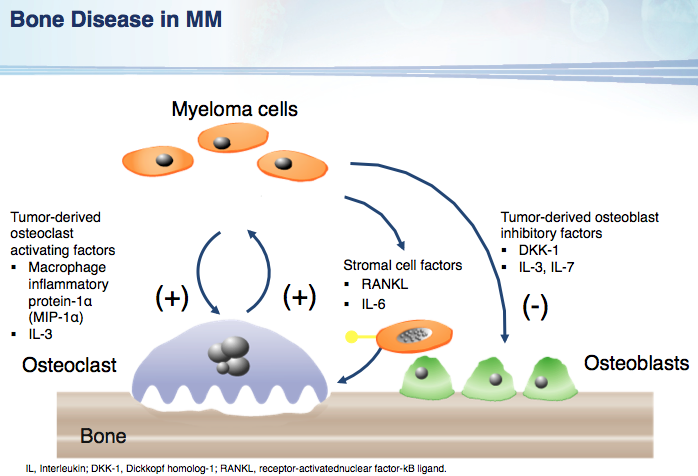 Bone Disease in MM
Myeloma cells
Tumor-derived
osteoclast
activating factors
▪ Macrophage
inflammatory
protein-1α
(MIP-1α)
▪ IL-3
(+)
(+)
Stromal cell factors
▪ RANKL
▪ IL-6
Tumor-derived osteoblast
inhibitory factors
▪ DKK-1
▪ IL-3, IL-7
(-)
Osteoclast
Osteoblasts
Bone
IL, Interleukin; DKK-1, Dickkopf homolog-1; RANKL, receptor-activatednuclear factor-kB ligand.